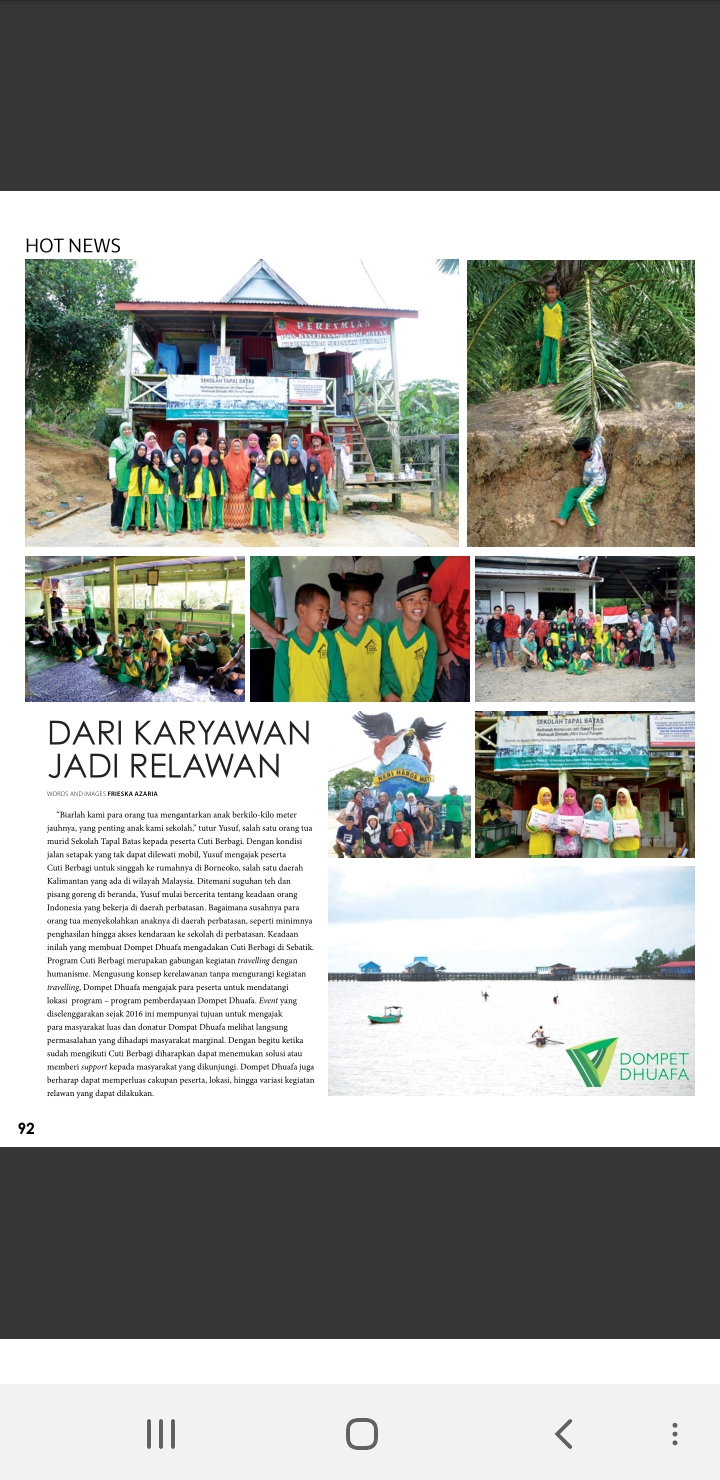 HOT NEWS
PERESMIAN
SEKOLAH TAPAL BATAS
SEKOLAH TAPAL BATAS
DARI KARYAWAN
JADI RELAWAN
WORDS AND IMAGES FRIESKA AZARIA
“Biarlah kami para orang tua mengantarkan anak berkilo-kilo meter
jauhnya, yang penting anak kami sekolah,” tutur Yusuf, salah satu orang tua
murid Sekolah Tapal Batas kepada peserta Cuti Berbagi. Dengan kondisi
jalan setapak yang tak dapat dilewati mobil, Yusuf mengajak peserta
Cuti Berbagi untuk singgah ke rumahnya di Borneoko, salah satu daerah
Kalimantan yang ada di wilayah Malaysia. Ditemani suguhan teh dan
pisang goreng di beranda, Yusuf mulai bercerita tentang keadaan orang
Indonesia yang bekerja di daerah perbatasan. Bagaimana susahnya para
orang tua menyekolahkan anaknya di daerah perbatasan, seperti minimnya
penghasilan hingga akses kendaraan ke sekolah di perbatasan. Keadaan
inilah yang membuat Dompet Dhuafa mengadakan Cuti Berbagi di Sebatik.
Program Cuti Berbagi merupakan gabungan kegiatan travelling dengan
humanisme. Mengusung konsep kerelawanan tanpa mengurangi kegiatan
travelling, Dompet Dhuafa mengajak para peserta untuk mendatangi
lokasi program – program pemberdayaan Dompet Dhuafa. Event yang
diselenggarakan sejak 2016 ini mempunyai tujuan untuk mengajak
para masyarakat luas dan donatur Dompat Dhuafa melihat langsung
permasalahan yang dihadapi masyarakat marginal. Dengan begitu ketika
sudah mengikuti Cuti Berbagi diharapkan dapat menemukan solusi atau
memberi support kepada masyarakat yang dikunjungi. Dompet Dhuafa juga
berharap dapat memperluas cakupan peserta, lokasi, hingga variasi kegiatan
relawan yang dapat dilakukan.
DOMPET
DHUAFA
92